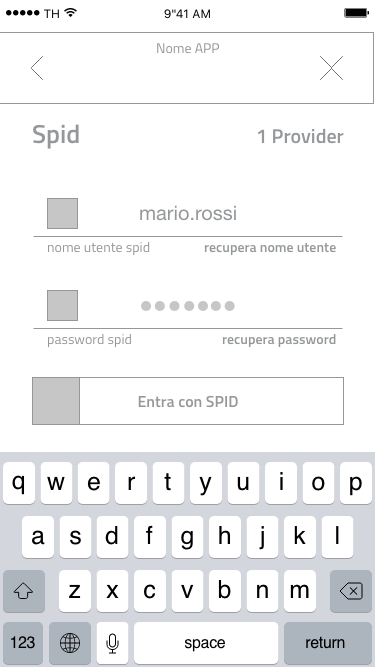 TH 9"41 AM
Nome APP
Spid 1 Provider
mario.rossi
nome utente spid recupera nome utente
password spid recupera password
Entra con SPID
q w e r t y u i o p
a s d f g h j k l
z x c v b n m
123 space return